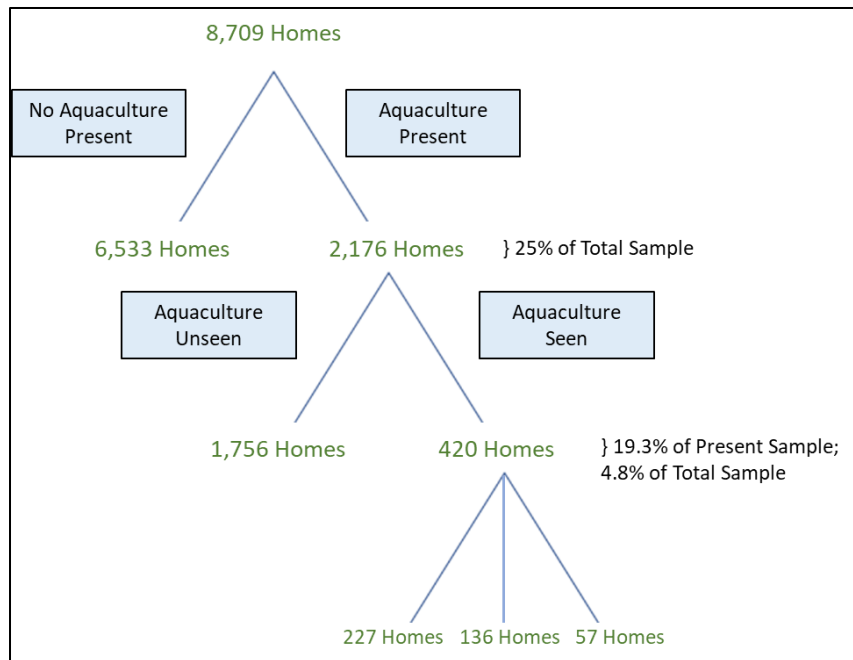 8,709 Homes
No Aquaculture
Present
Aquaculture
Present
6,533 Homes
2,176 Homes
} 25% of Total Sample
Aquaculture
Unseen
Aquaculture
Seen
1,756 Homes
420 Homes
} 19.3% of Present Sample;
4.8% of Total Sample
227 Homes
136 Homes
57 Homes